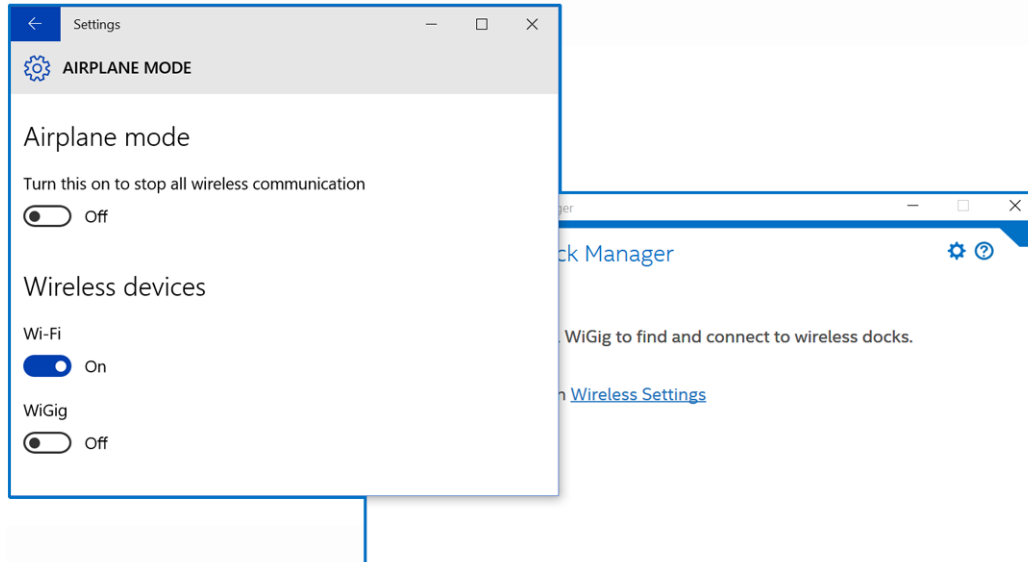 Settings
AIRPLANE MODE
Airplane mode
Turn this on to stop all wireless communication
Off
Wireless devices
Wi-Fi
On
WiGig
Off
Manager
WiGig to find and connect to wireless docks.
Wireless Settings